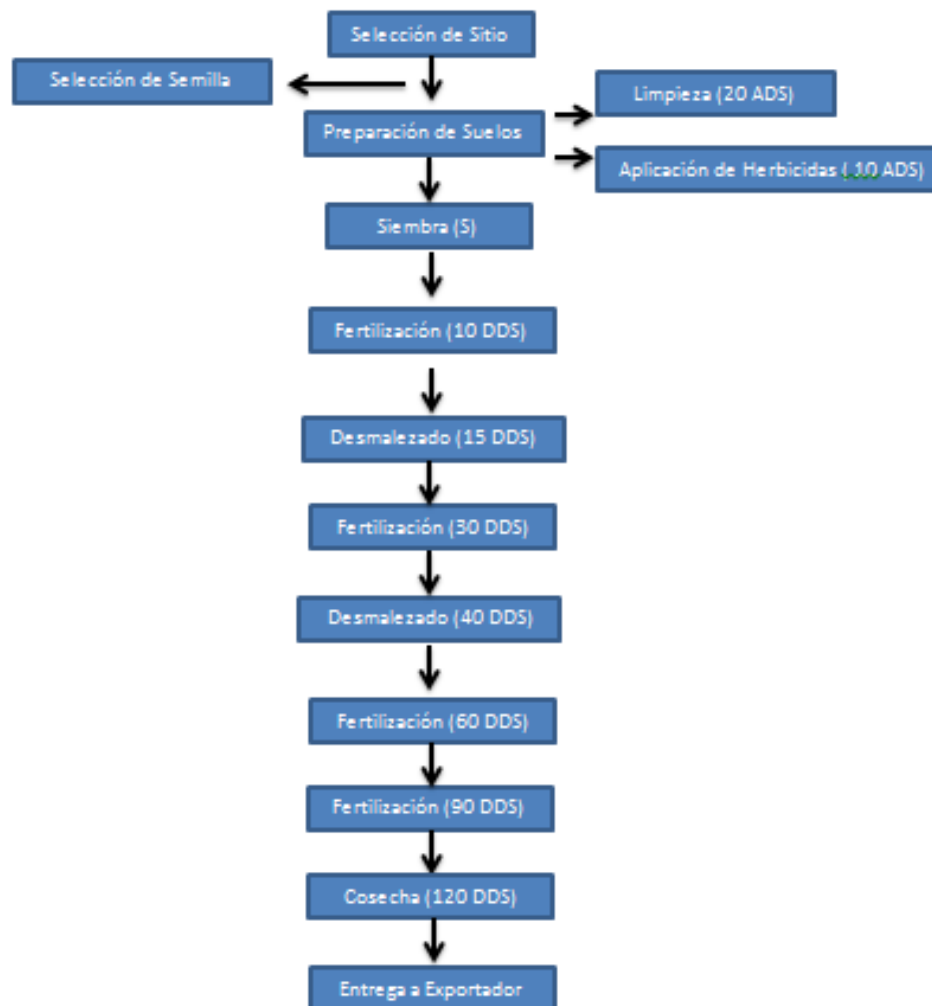 Selección de Sitio
Selección de Semilla
Limpieza (20 ADS)
Preparación de Suelos
Aplicación de Herbicidas ( 10 ADS)
Siembra (S)
Fertilización (10 DDS)
Desmalezado (15 DDS)
Fertilización (30 DDS)
Desmalezado (40 DDS)
Fertilización (60 DDS)
Fertilización (90 DDS)
Cosecha (120 DDS)
Entrega a Exportador